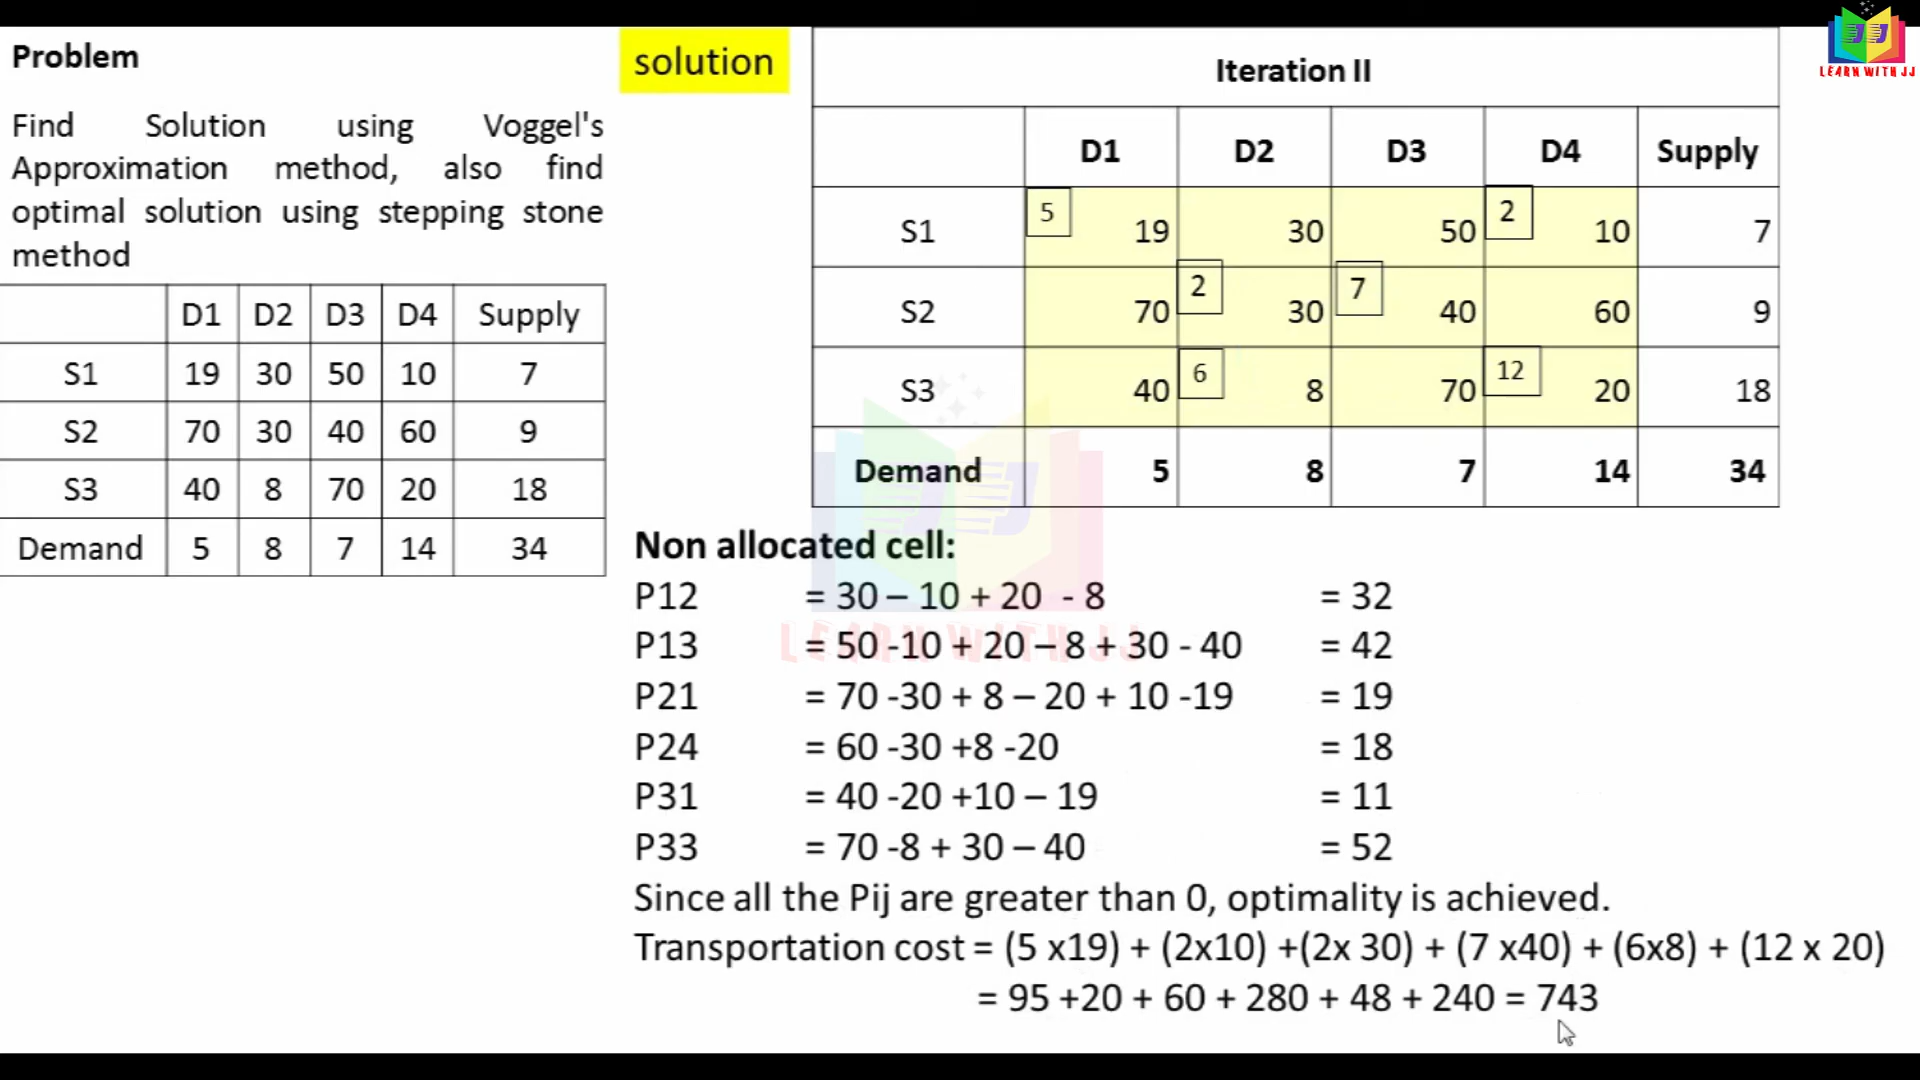 Problem
Find Solution using Voggel's
Approximation method, also find
optimal solution using stepping stone
method
D1 D2 D3 D4 Supply
S1 19 30 50 10 7
S2 70 30 40 60 9
S3 40 8 70 20 18
Demand 5 8 7 14 34
solution
Iteration II
D1 D2 D3 D4 Supply
S1 5 19 30 50 2 10 7
S2 70 2 30 7 40 60 9
S3 40 6 8 70 12 20 18
Demand 5 8 7 14 34
Non allocated cell:
P12 = 30 – 10 + 20 - 8 = 32
P13 = 50 -10 + 20 – 8 + 30 - 40 = 42
P21 = 70 -30 + 8 – 20 + 10 -19 = 19
P24 = 60 -30 +8 -20 = 18
P31 = 40 -20 +10 – 19 = 11
P33 = 70 -8 + 30 – 40 = 52
Since all the Pij are greater than 0, optimality is achieved.
Transportation cost = (5 x19) + (2x10) +(2x 30) + (7 x40) + (6x8) + (12 x 20)
= 95 +20 + 60 + 280 + 48 + 240 = 743
JJ
LEARN WITH JJ
JJ
LEARN WITH JJ